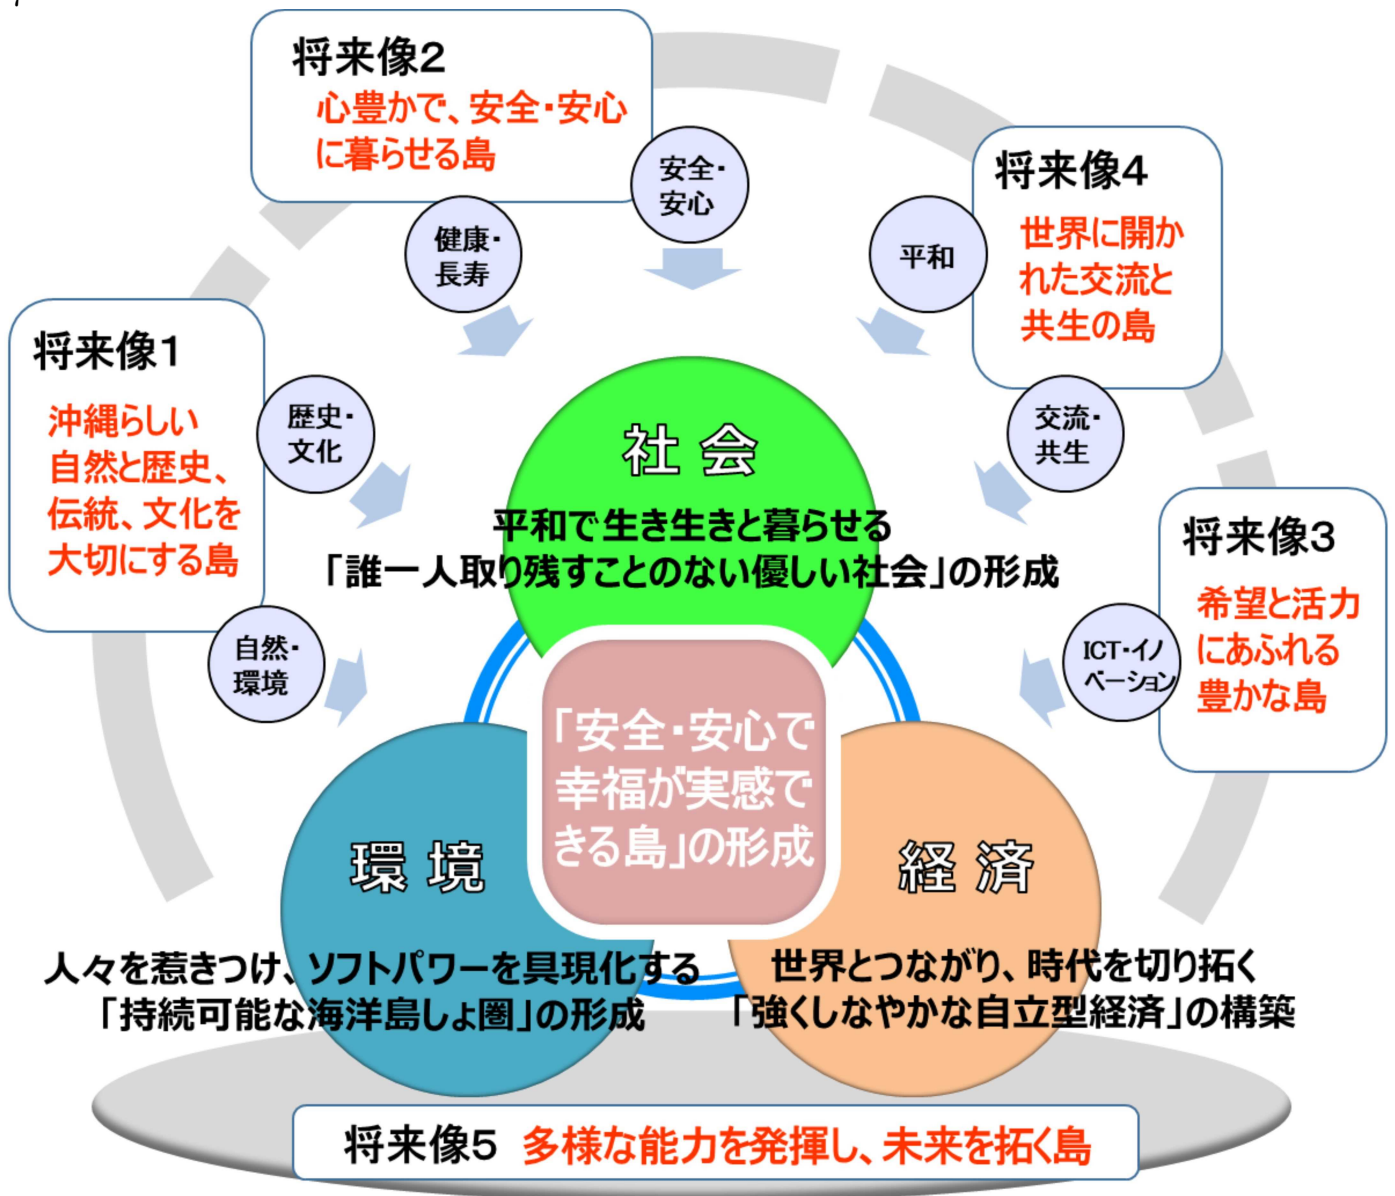 将来像2
心豊かで、安全・安心
に暮らせる島
安全・
安心
将来像4
世界に開か
れた交流と
共生の島
健康・
長寿
平和
将来像1
沖縄らしい
自然と歴史、
伝統、文化を
大切にする島
歴史・
文化
交流・
共生
社会
平和で生き生きと暮らせる
「誰一人取り残すことのない優しい社会」の形成
将来像3
希望と活力
にあふれる
豊かな島
自然・
環境
ICT・イノ
ベーション
「安全・安心で
幸福が実感で
きる島」の形成
環境
人々を惹きつけ、ソフトパワーを具現化する
「持続可能な海洋島しょ圏」の形成
経済
世界とつながり、時代を切り拓く
「強くしなやかな自立型経済」の構築
将来像5 多様な能力を発揮し、未来を拓く島